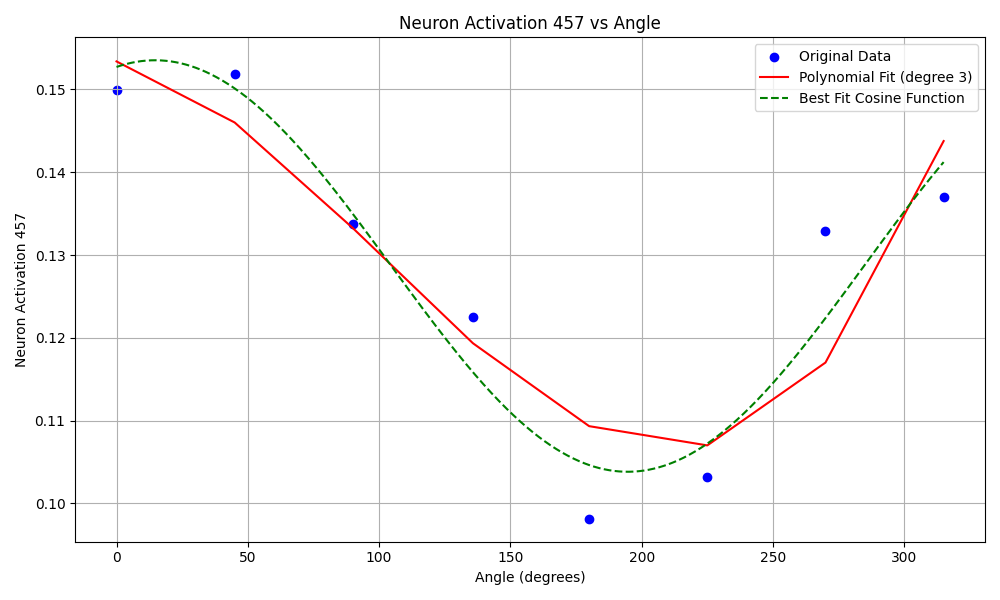 Neuron Activation 457 vs Angle
Original Data
Polynomial Fit (degree 3)
Best Fit Cosine Function
Neuron Activation 457
0.15
0.14
0.13
0.12
0.11
0.10
0 50 100 150 200 250 300
Angle (degrees)